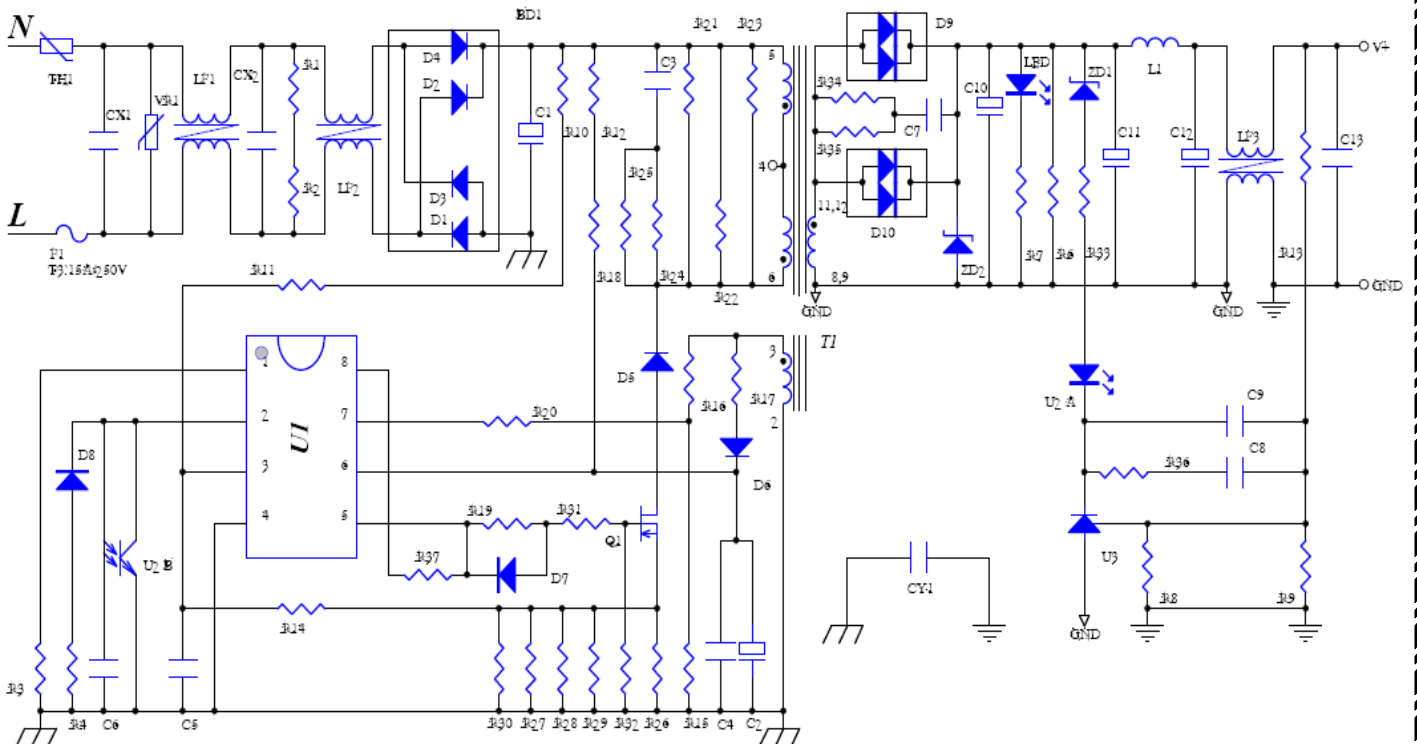 N
TH1
CX1
VR1
LF1
CX2
R1
R2
LF2
D4
D2
D3
D1
BD1
C1
R10
R12
C3
R21
R23
R25
5
4
6
R34
R35
C7
D9
D10
11,12
8,9
GND
C10
LED
ZD1
ZD2
R7
R6
R33
C11
L1
C12
LF3
GND
R13
C13
V+
GND
L
F1
T3.15A250V
R11
R18
R24
R22
T1
3
2
U1
1
2
3
4
8
7
6
5
R20
D5
R16
R17
D6
D8
U2 B
R19
R31
R37
D7
Q1
R14
R3
R4
C6
C5
R30
R27
R28
R29
R32
R26
R15
C4
C2
CY1
U2 A
C9
R36
C8
U3
GND
R8
R9